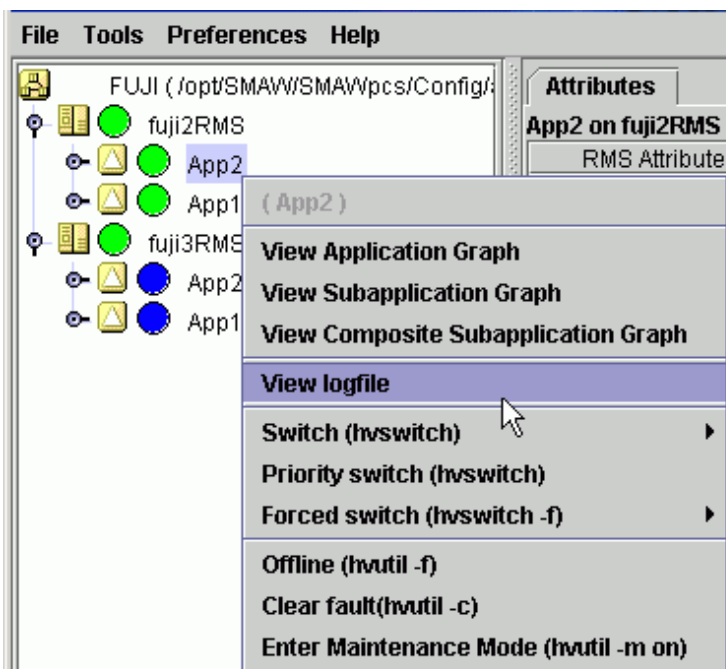 File Tools Preferences Help
FUJI (/opt/SMAW/SMAWpcs/Config/
fuji2RMS
App2
App1
fuji3RMS
App2
App1
Attributes
App2 on fuji2RMS
RMS Attribute
( App2 )
View Application Graph
View Subapplication Graph
View Composite Subapplication Graph
View logfile
Switch (hvswitch)
Priority switch (hvswitch)
Forced switch (hvswitch -f)
Offline (hvutil -f)
Clear fault(hvutil -c)
Enter Maintenance Mode (hvutil -m on)